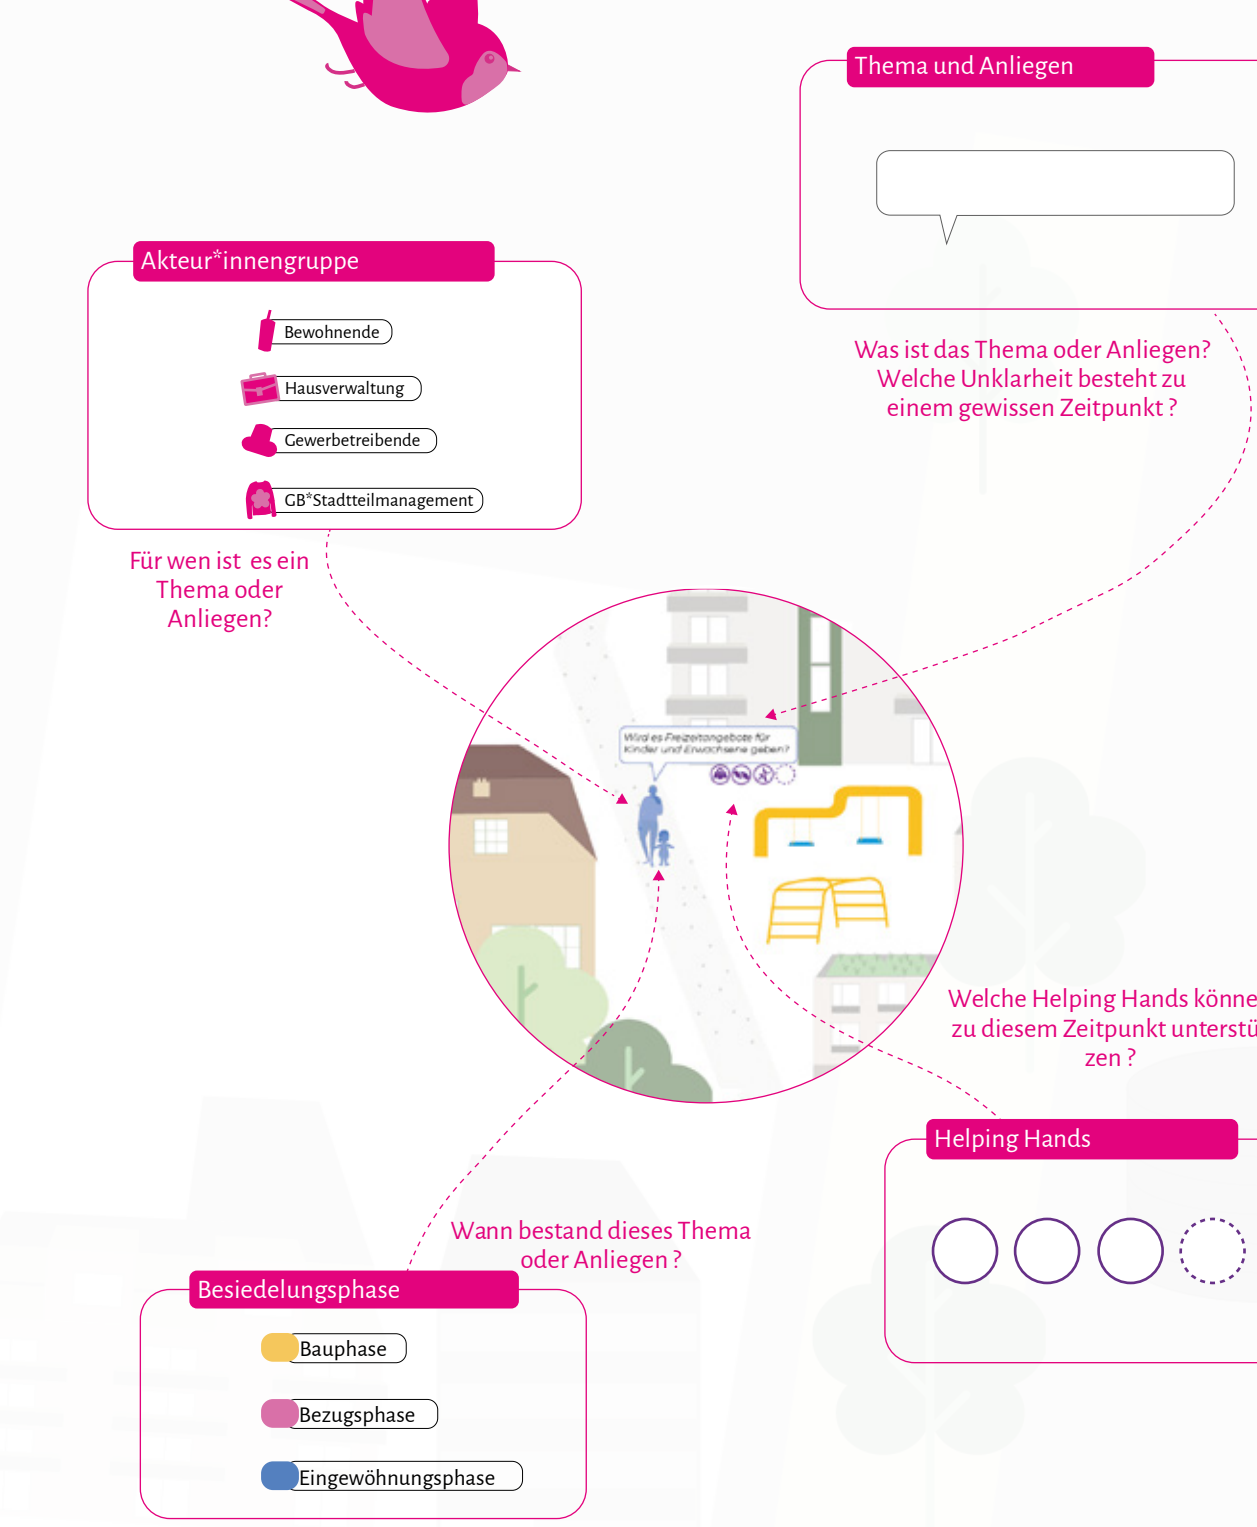 Thema und Anliegen
Akteur*innengruppe
Bewohnende
Hausverwaltung
Gewerbetreibende
GB*Stadtteilmanagement
Was ist das Thema oder Anliegen?
Welche Unklarheit besteht zu
einem gewissen Zeitpunkt ?
Für wen ist es ein
Thema oder
Anliegen?
Wird es Freizeitangebote für
Kinder und Erwachsene geben?
Welche Helping Hands könne
zu diesem Zeitpunkt unterstü
zen ?
Helping Hands
Wann bestand dieses Thema
oder Anliegen ?
Besiedelungsphase
Bauphase
Bezugsphase
Eingewöhnungsphase